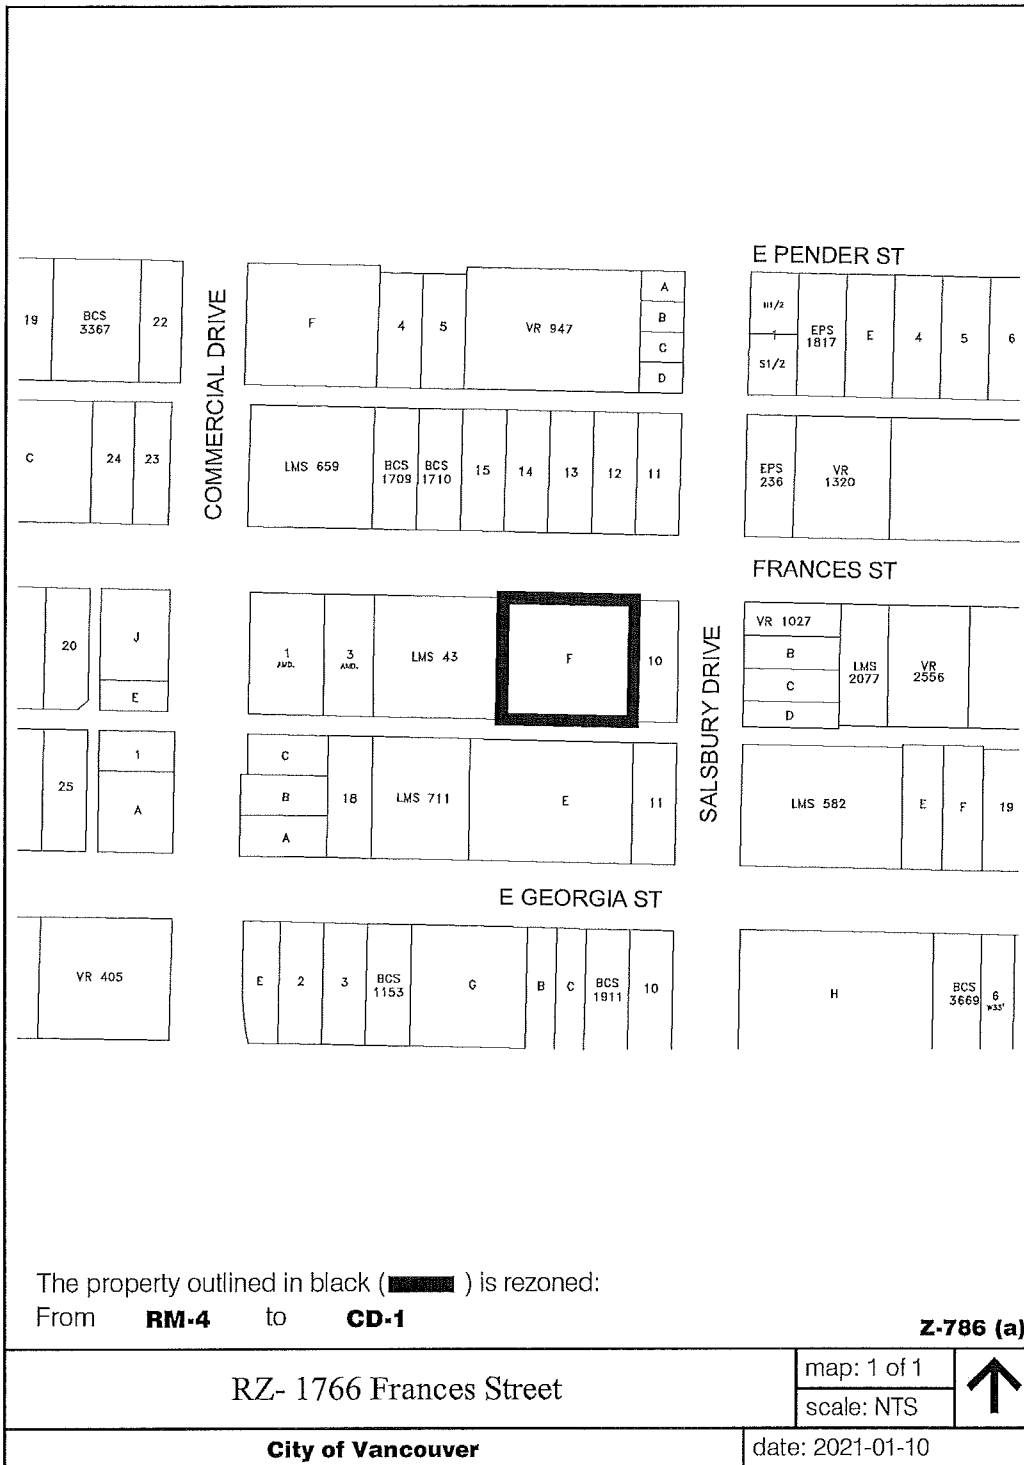 E PENDER ST
19
BCS
3367
22
COMMERCIAL DRIVE
F
4
5
VR 947
A
B
C
D
1
S1/2
EPS
1817
E
4
5
6
C
24
23
LMS 659
BCS
1709
BCS
1710
15
14
13
12
11
EPS
236
VR
1320
FRANCES ST
20
J
E
1
AMD.
3
AMD.
LMS 43
F
10
SALSBURY DRIVE
VR 1027
B
C
D
LMS
2077
VR
2556
25
1
A
C
B
A
18
LMS 711
E
11
LMS 582
E
F
19
E GEORGIA ST
VR 405
E
2
3
BCS
1153
G
B
C
BCS
1911
10
H
BCS
3669
6
W33'
The property outlined in black ( ) is rezoned:
From RM-4 to CD-1
Z-786 (a)
RZ- 1766 Frances Street
map: 1 of 1
scale: NTS
City of Vancouver
date: 2021-01-10